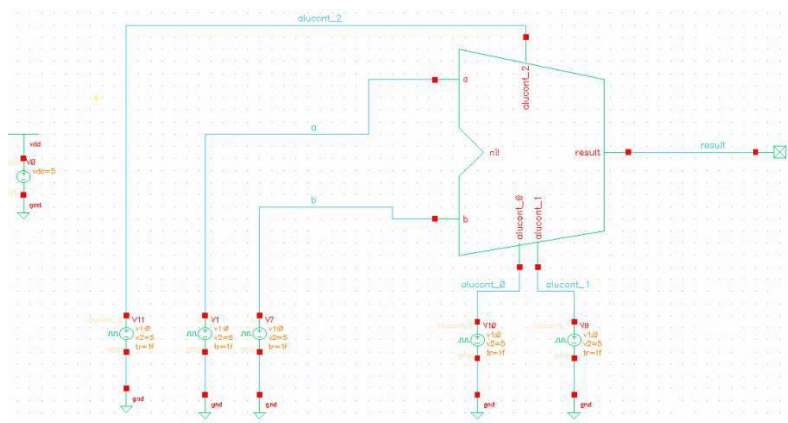 alucont_2
a
alucont_2
a
vdd
V0
vdc=5
gnd
n1!
result
result
b
b
alucont_0
alucont_1
alucont_0
alucont_1
V11
v1:0
v2=5
tr=1f
V1
v1:0
v2=5
tr=1f
V7
v1:0
v2=5
tr=1f
V10
v1:0
v2=5
tr=1f
V9
v1:0
v2=5
tr=1f
gnd
gnd
gnd
gnd
gnd